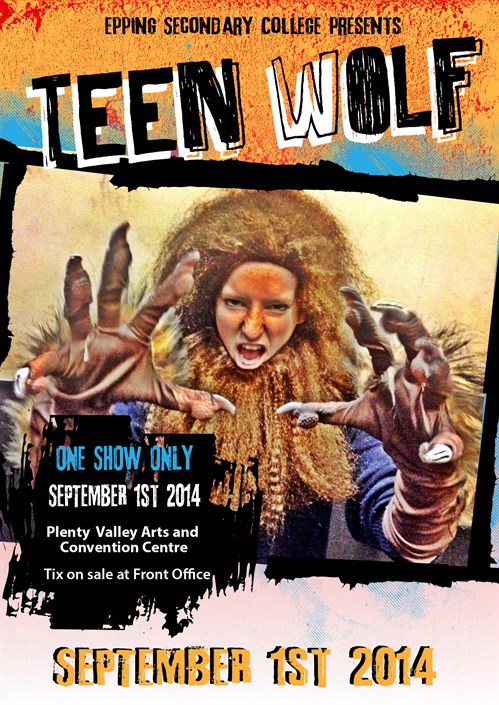 EPPING SECONDARY COLLEGE PRESENTS
TEEN WOLF
ONE SHOW ONLY
SEPTEMBER 1ST 2014
Plenty Valley Arts and
Convention Centre
Tix on sale at Front Office
SEPTEMBER 1ST 2014